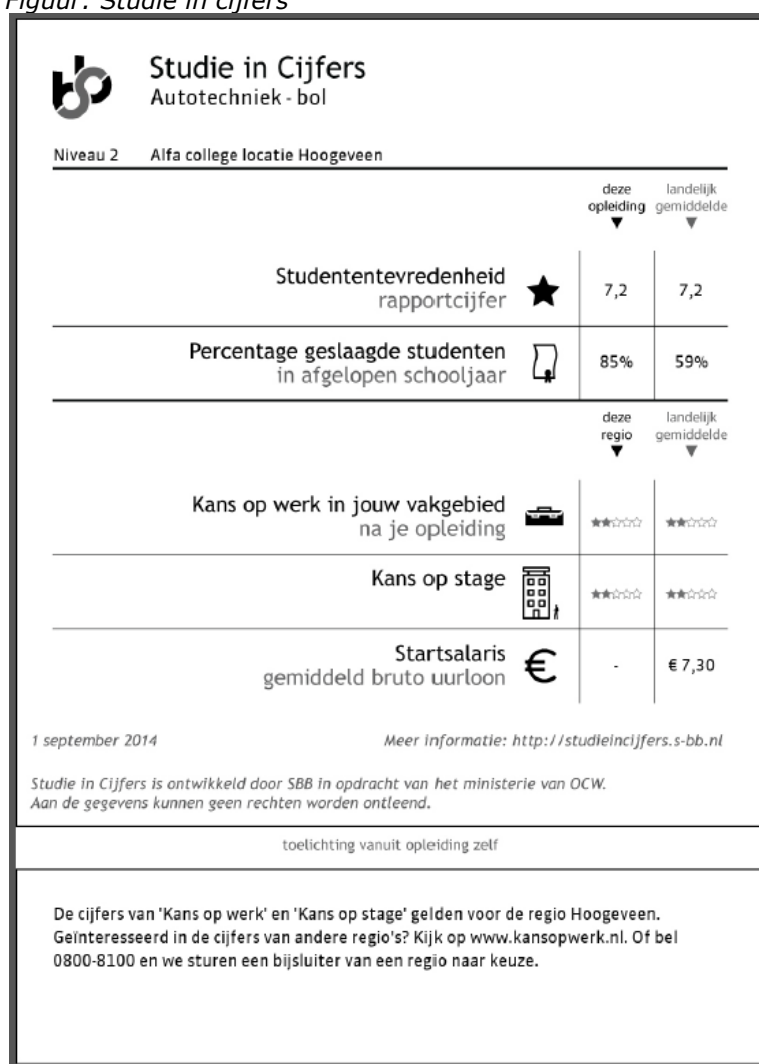 Figuur: Studie in cijfers
Studie in Cijfers
Autotechniek - bol
Niveau 2 Alfa college locatie Hoogeveen
deze landelijk
opleiding gemiddelde
Studententevredenheid
rapportcijfer
7,2 7,2
Percentage geslaagde studenten
in afgelopen schooljaar
85% 59%
deze landelijk
regio gemiddelde
Kans op werk in jouw vakgebied
na je opleiding
★★☆☆☆ ★★☆☆☆
Kans op stage
★★☆☆☆ ★★☆☆☆
Startsalaris
gemiddeld bruto uurloon
€
- € 7,30
1 september 2014 Meer informatie: http://studieincijfers.s-bb.nl
Studie in Cijfers is ontwikkeld door SBB in opdracht van het ministerie van OCW.
Aan de gegevens kunnen geen rechten worden ontleend.
toelichting vanuit opleiding zelf
De cijfers van 'Kans op werk' en 'Kans op stage' gelden voor de regio Hoogeveen.
Geïnteresseerd in de cijfers van andere regio's? Kijk op www.kansopwerk.nl. Of bel
0800-8100 en we sturen een bijsluiter van een regio naar keuze.